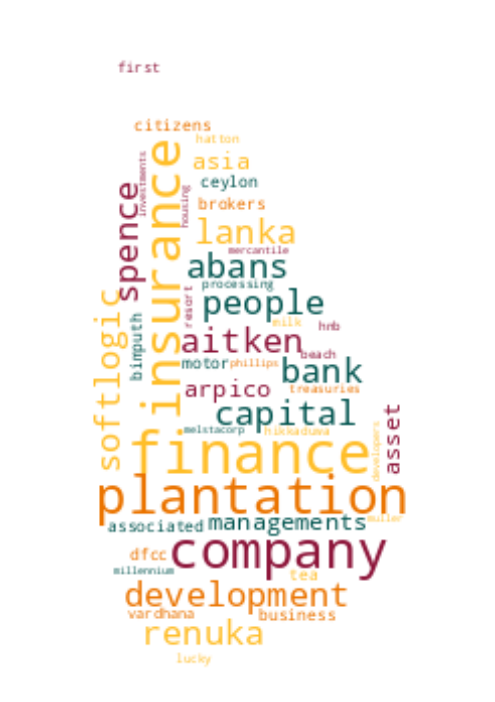 first
citizens
hatton
insurance
asia
investments
ceylon
spence
housing
brokers
lanka
mercantile
abans
processing
people
resort
softlogic
bimputh
milk
hnb
aitken
beach
motor
phillips
bank
arpico
treasuries
capital
asset
melstacorp
hikkaduwa
developers
finance
plantation
associated
managements
muller
company
dfcc
millennium
tea
development
vardhana
business
renuka
lucky